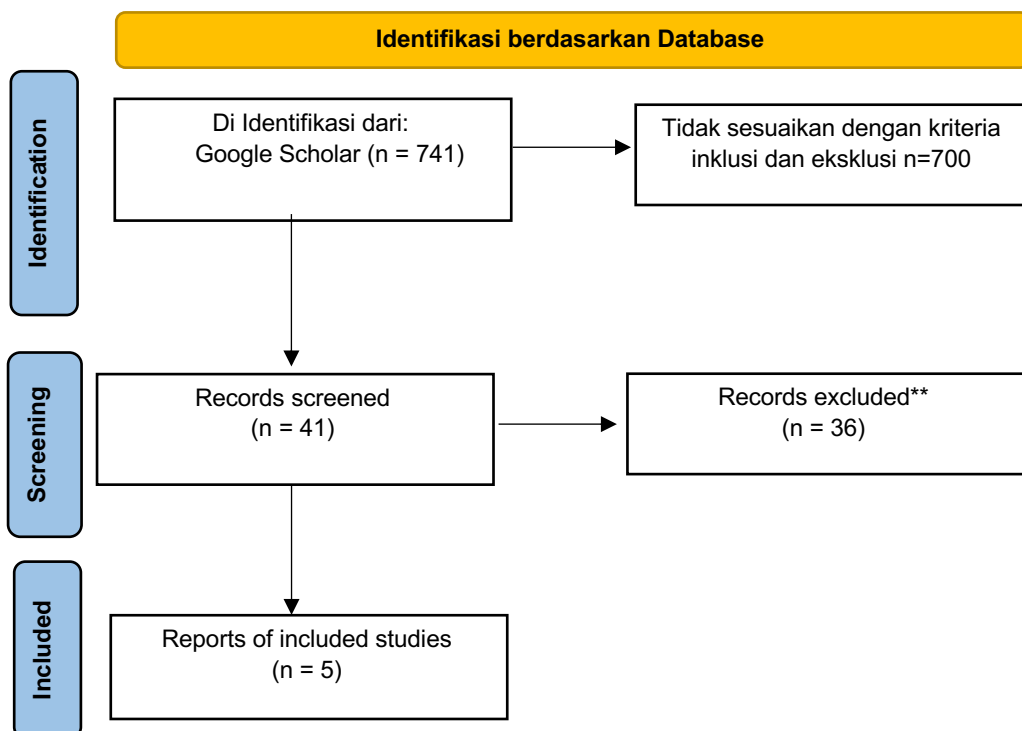 Identifikasi berdasarkan Database
Identification
Di Identifikasi dari:
Google Scholar (n = 741)
Tidak sesuaikan dengan kriteria
inklusi dan eksklusi n=700
Screening
Records screened
(n = 41)
Records excluded**
(n = 36)
Included
Reports of included studies
(n = 5)